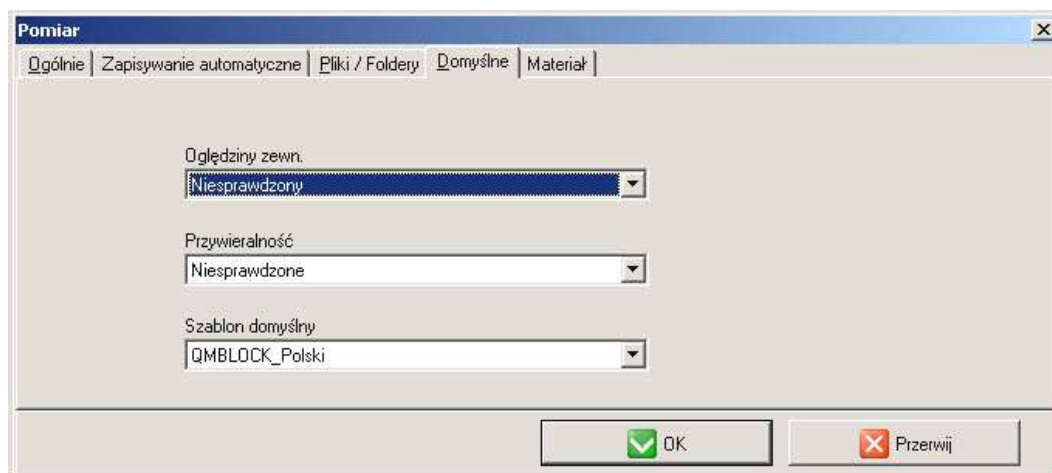 Pomiar
Ogólnie Zapisywanie automatyczne Pliki / Foldery Domyślne Materiał
Oględziny zewn.
Niesprawdzony
Przywieralność
Niesprawdzone
Szablon domyślny
QMBLOCK_Polski
OK Przerwij